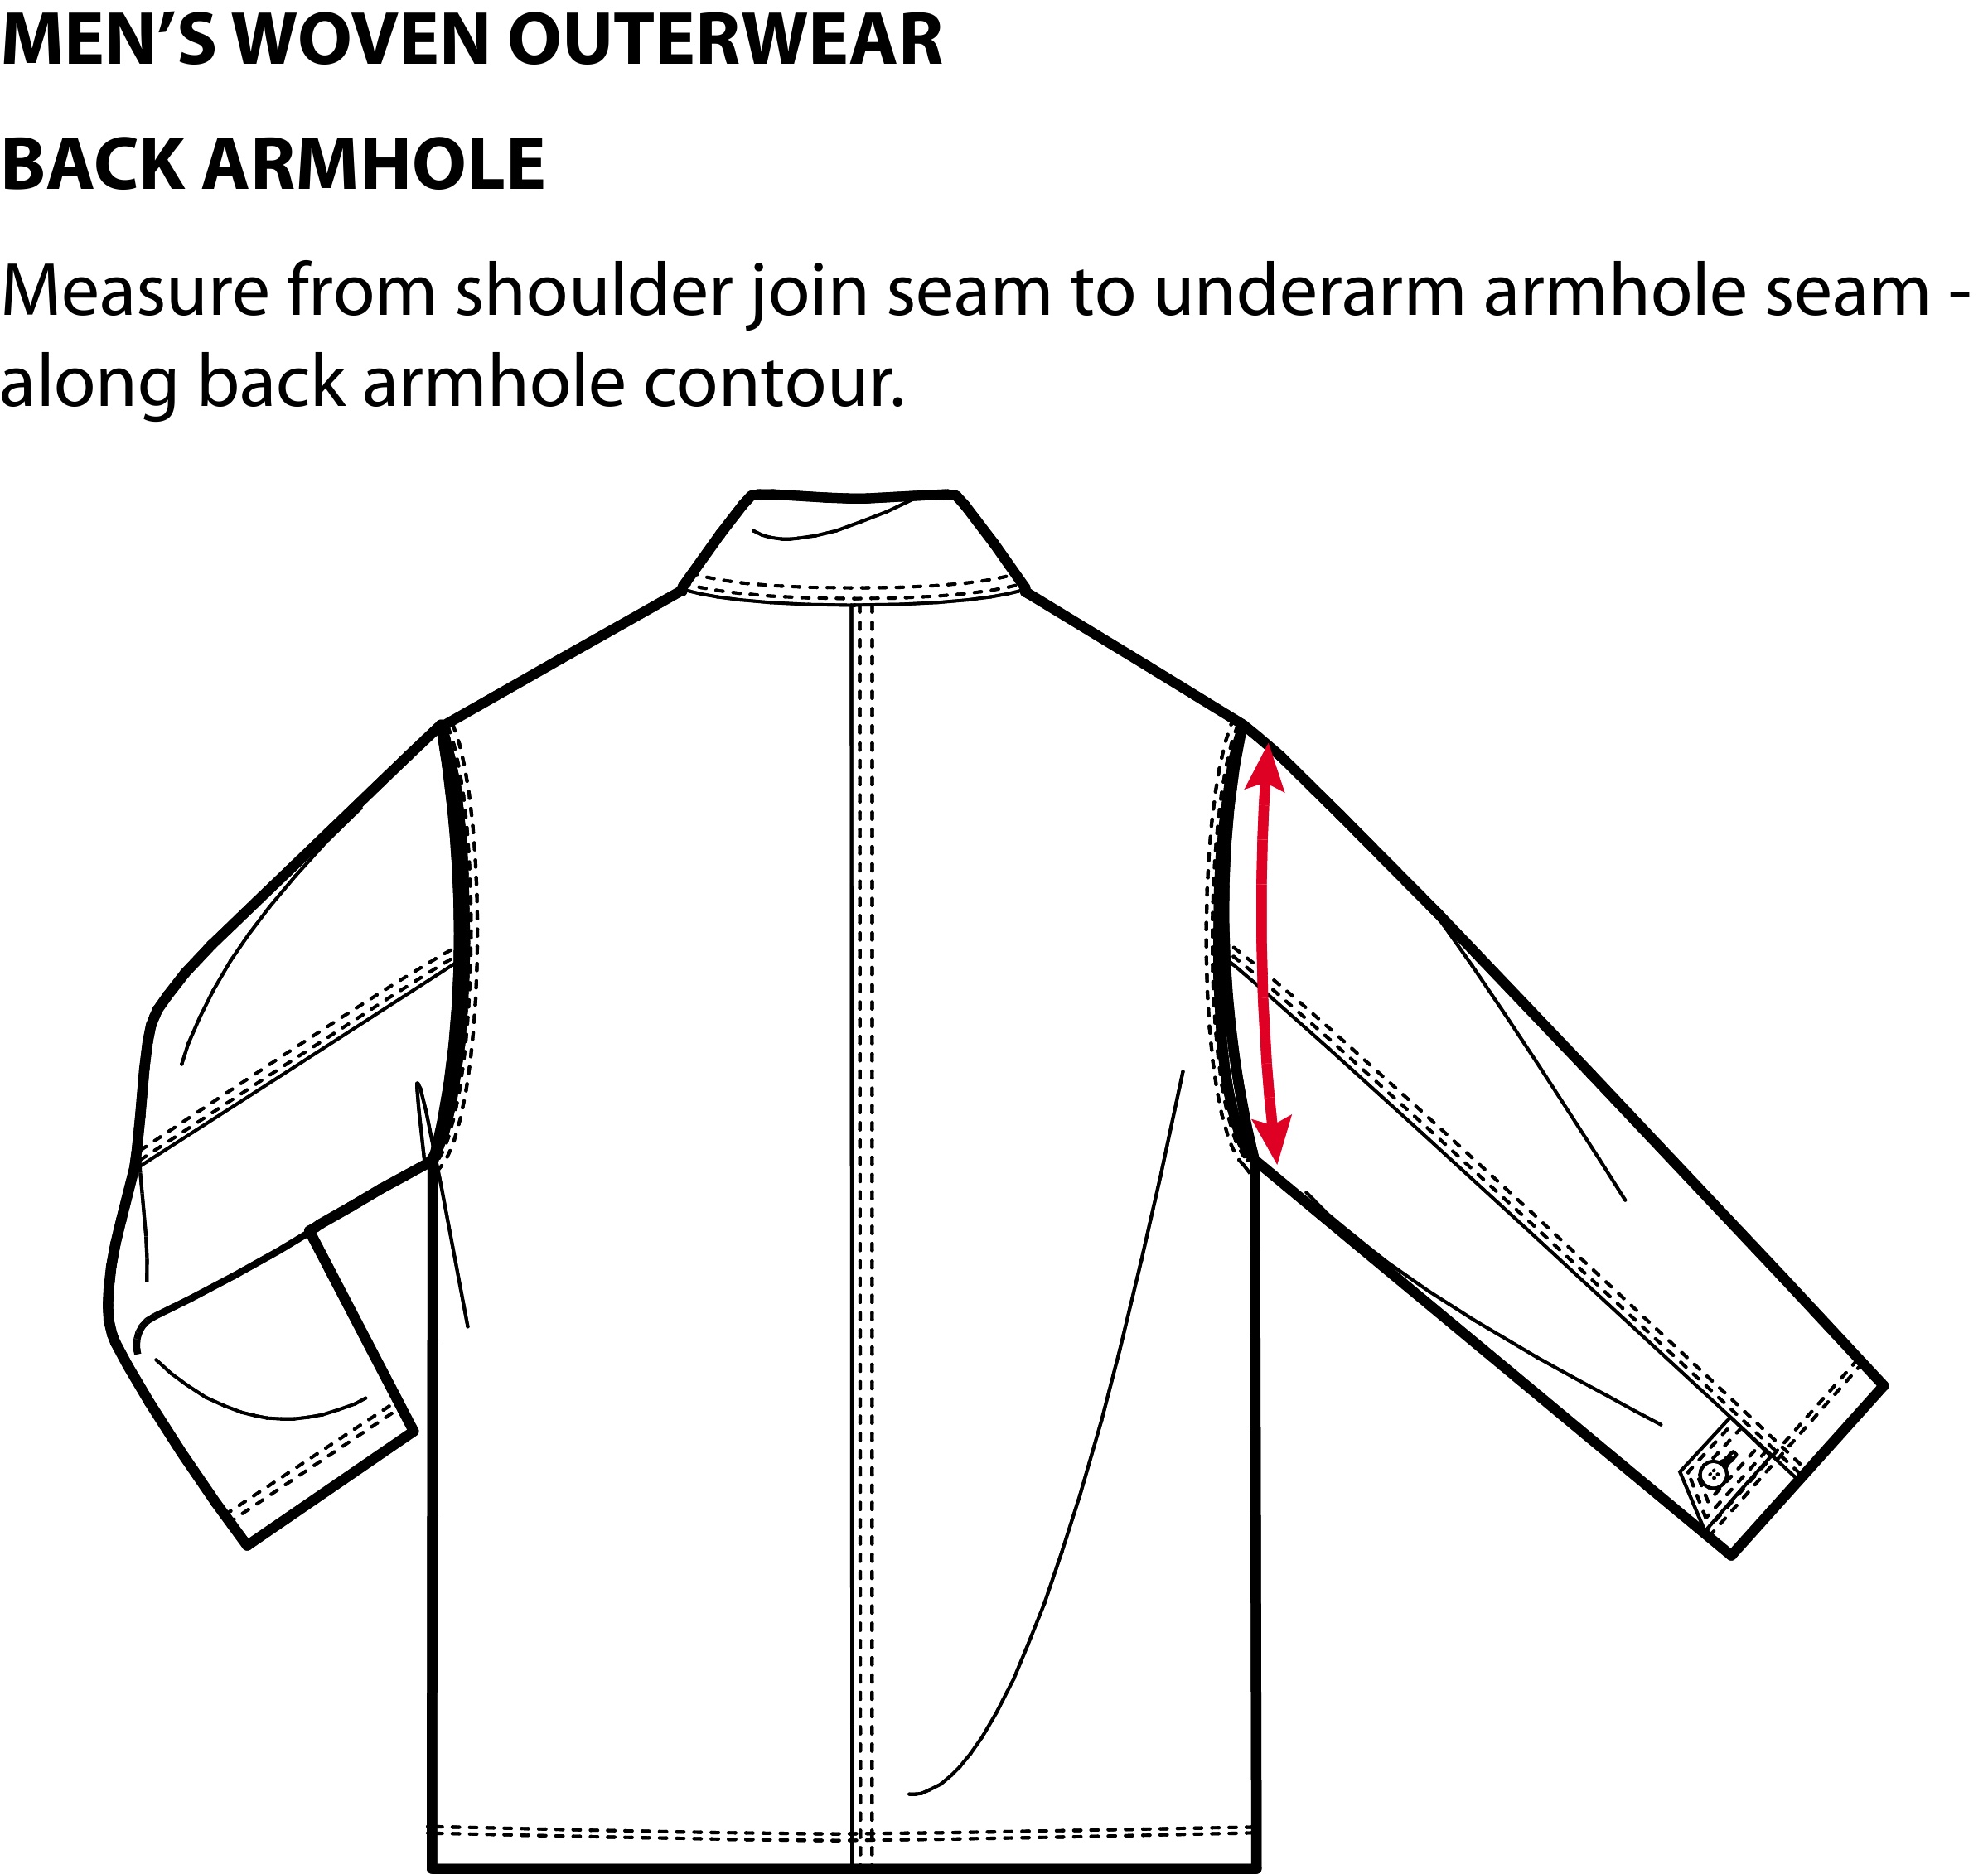 MEN’S WOVEN OUTERWEAR
BACK ARMHOLE
Measure from shoulder join seam to underarm armhole seam -
along back armhole contour.